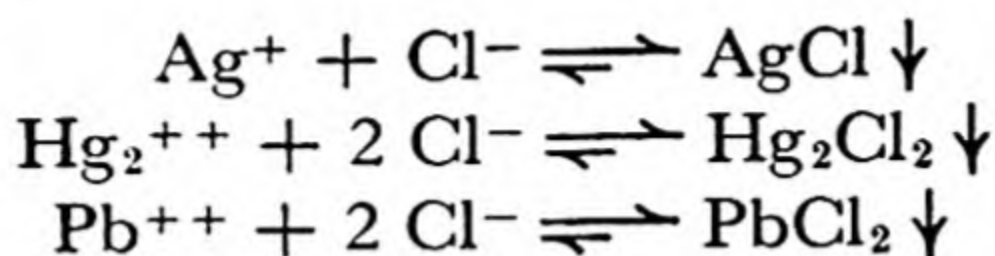 Ag⁺ + Cl⁻ ⇌ AgCl ↓
Hg₂⁺⁺ + 2 Cl⁻ ⇌ Hg₂Cl₂ ↓
Pb⁺⁺ + 2 Cl⁻ ⇌ PbCl₂ ↓